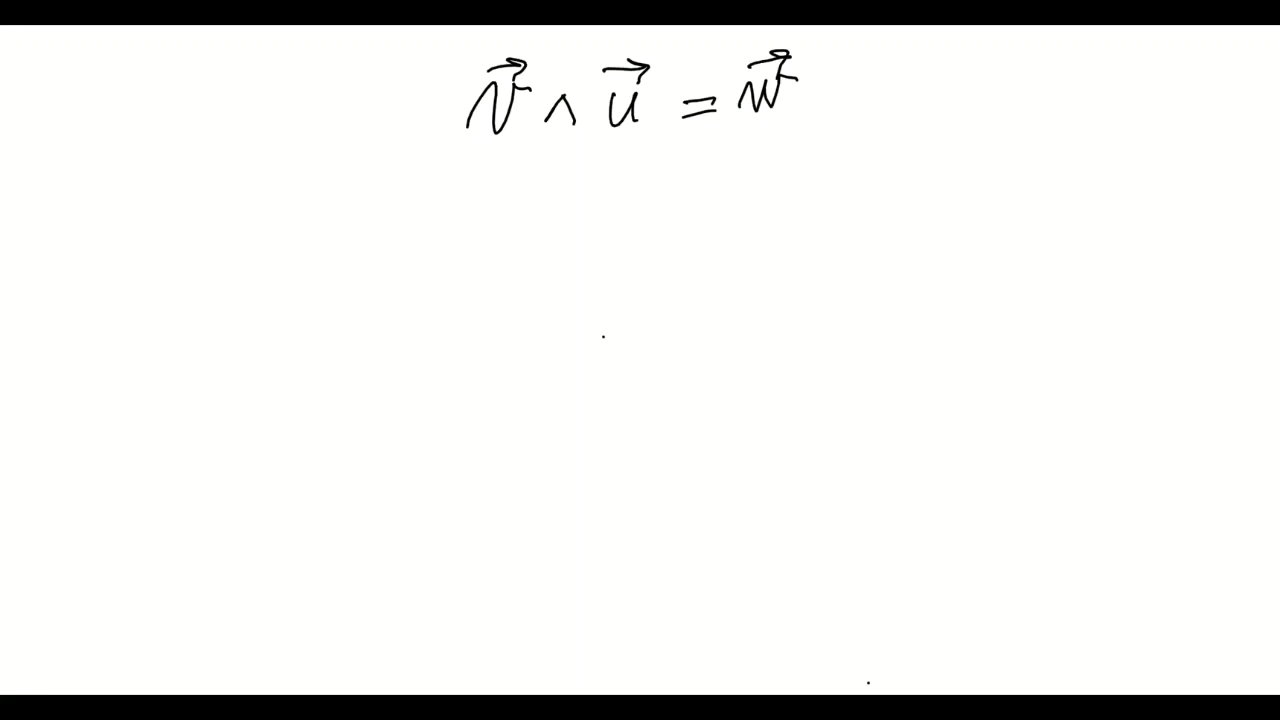 v⃗ ∧ u⃗ = w⃗